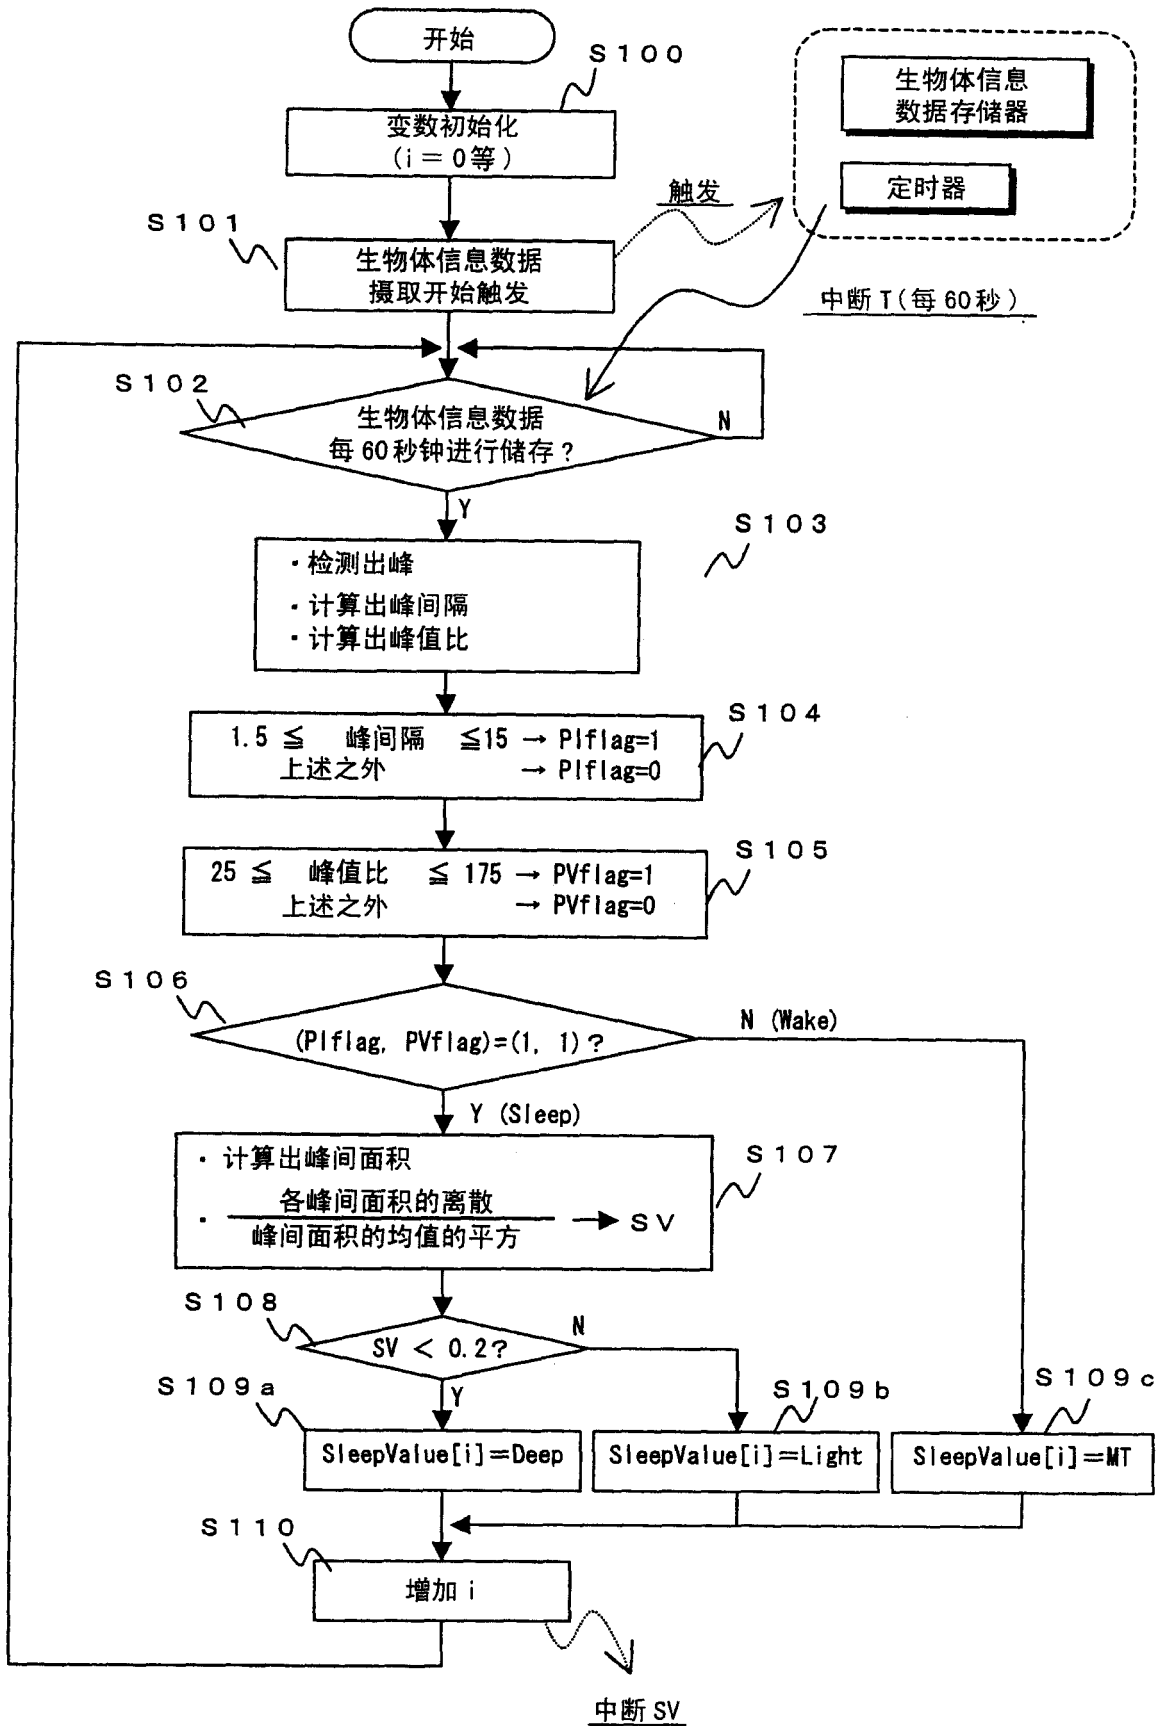 开始
S100
变数初始化
(i＝0等)
生物体信息
数据存储器
定时器
触发
S101
生物体信息数据
摄取开始触发
中断 T(每 60 秒)
S102
生物体信息数据
每 60 秒钟进行储存?
N
Y
S103
・检测出峰
・计算出峰间隔
・计算出峰值比
S104
1.5 ≦ 峰间隔 ≦15 → PIflag=1
上述之外 → PIflag=0
S105
25 ≦ 峰值比 ≦ 175 → PVflag=1
上述之外 → PVflag=0
S106
(PIflag, PVflag)=(1, 1)?
N (Wake)
Y (Sleep)
S107
・计算出峰间面积
・各峰间面积的离散
峰间面积的均值的平方
→ SV
S108
SV < 0.2?
N
Y
S109a
SleepValue[i]=Deep
S109b
SleepValue[i]=Light
S109c
SleepValue[i]=MT
S110
增加 i
中断 SV